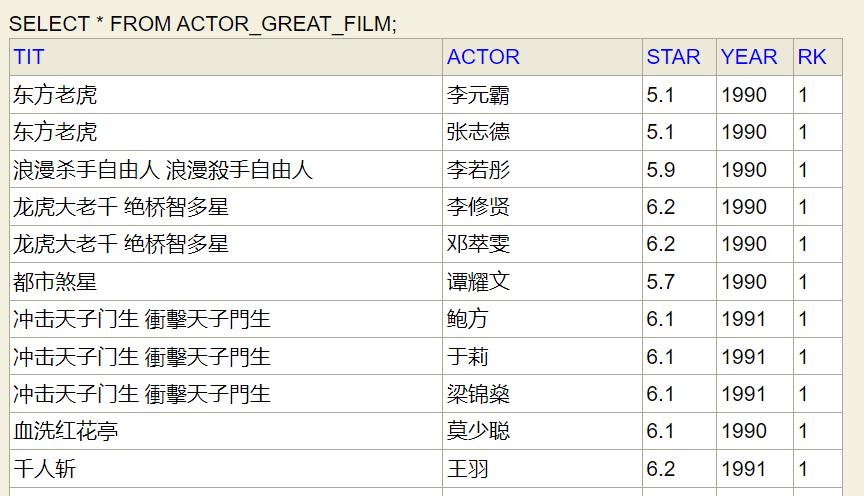 SELECT * FROM ACTOR_GREAT_FILM;
TIT ACTOR STAR YEAR RK
东方老虎 李元霸 5.1 1990 1
东方老虎 张志德 5.1 1990 1
浪漫杀手自由人 浪漫殺手自由人 李若彤 5.9 1990 1
龙虎大老千 绝桥智多星 李修贤 6.2 1990 1
龙虎大老千 绝桥智多星 邓萃雯 6.2 1990 1
都市煞星 谭耀文 5.7 1990 1
冲击天子门生 衝擊天子門生 鲍方 6.1 1991 1
冲击天子门生 衝擊天子門生 于莉 6.1 1991 1
冲击天子门生 衝擊天子門生 梁锦燊 6.1 1991 1
血洗红花亭 莫少聪 6.1 1990 1
千人斩 王羽 6.2 1991 1